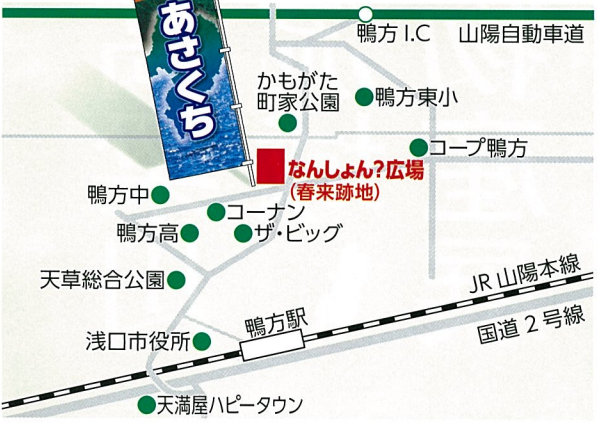 鴨方I.C
山陽自動車道
あさくち
かもがた
町家公園
鴨方東小
コープ鴨方
なんしょん?広場
(春来跡地)
鴨方中
コーナン
鴨方高
ザ・ビッグ
天草総合公園
JR山陽本線
鴨方駅
国道2号線
浅口市役所
天満屋ハピータウン